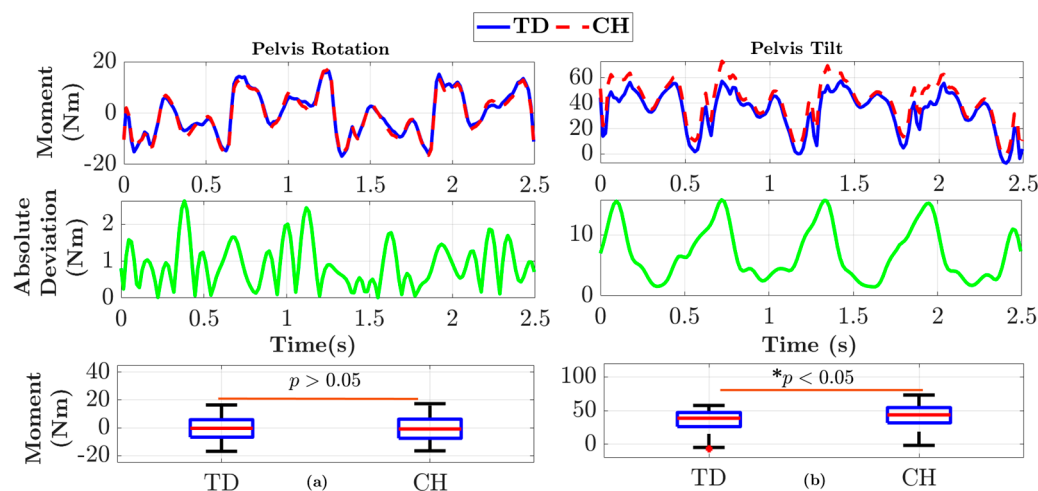 TD CH
Pelvis Rotation
Pelvis Tilt
Moment
(Nm)
20
0
-20
0 0.5 1 1.5 2 2.5
60
40
20
0
0 0.5 1 1.5 2 2.5
Absolute
Deviation
(Nm)
2
1
0
0 0.5 1 1.5 2 2.5
Time(s)
10
0
0 0.5 1 1.5 2 2.5
Time (s)
Moment
(Nm)
40
20
0
-20
p > 0.05
TD (a) CH
100
50
0
*p < 0.05
TD (b) CH